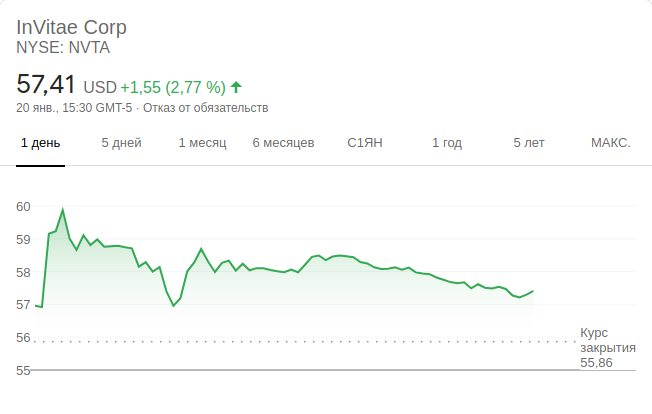 InVitae Corp
NYSE: NVTA
57,41 USD +1,55 (2,77 %)
20 янв., 15:30 GMT-5 · Отказ от обязательств
1 день 5 дней 1 месяц 6 месяцев С1ЯН 1 год 5 лет МАКС.
60
59
58
57
56
Курс
закрытия
55,86
55